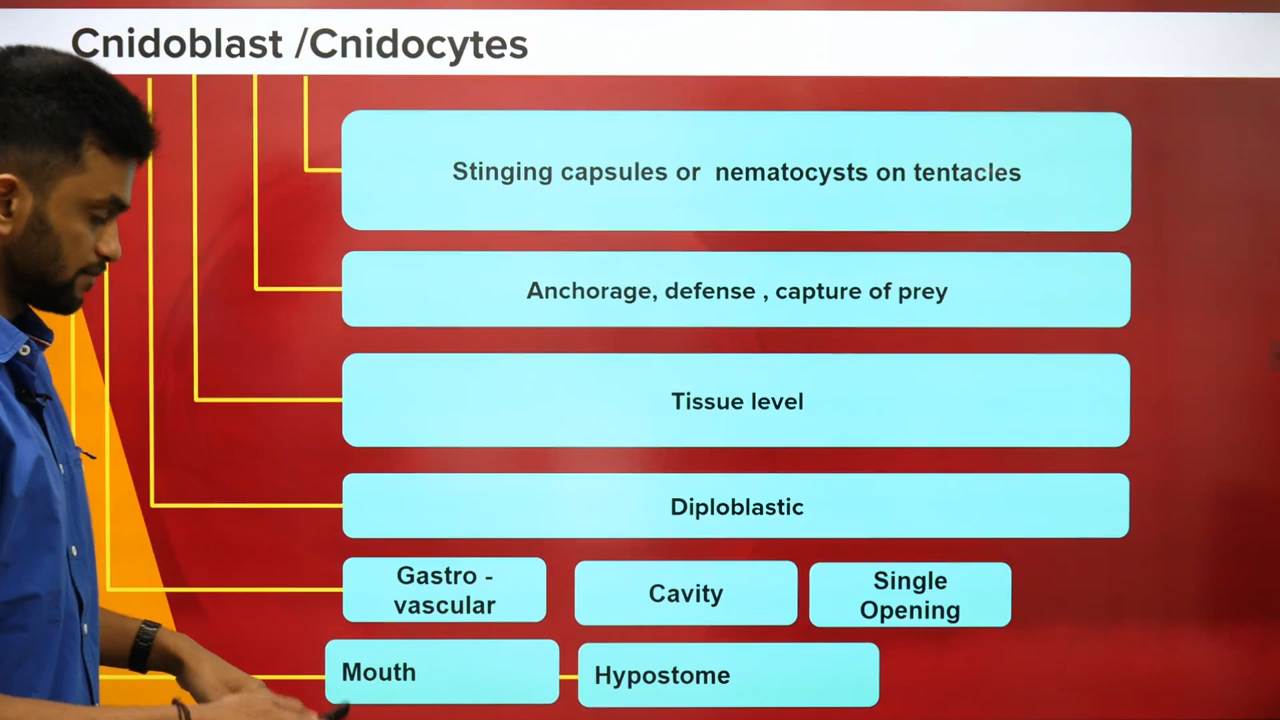 Cnidoblast /Cnidocytes
Stinging capsules or  nematocysts on tentacles
Anchorage, defense , capture of prey
Tissue level
Diploblastic
Gastro -
vascular
Cavity
Single
Opening
Mouth
Hypostome